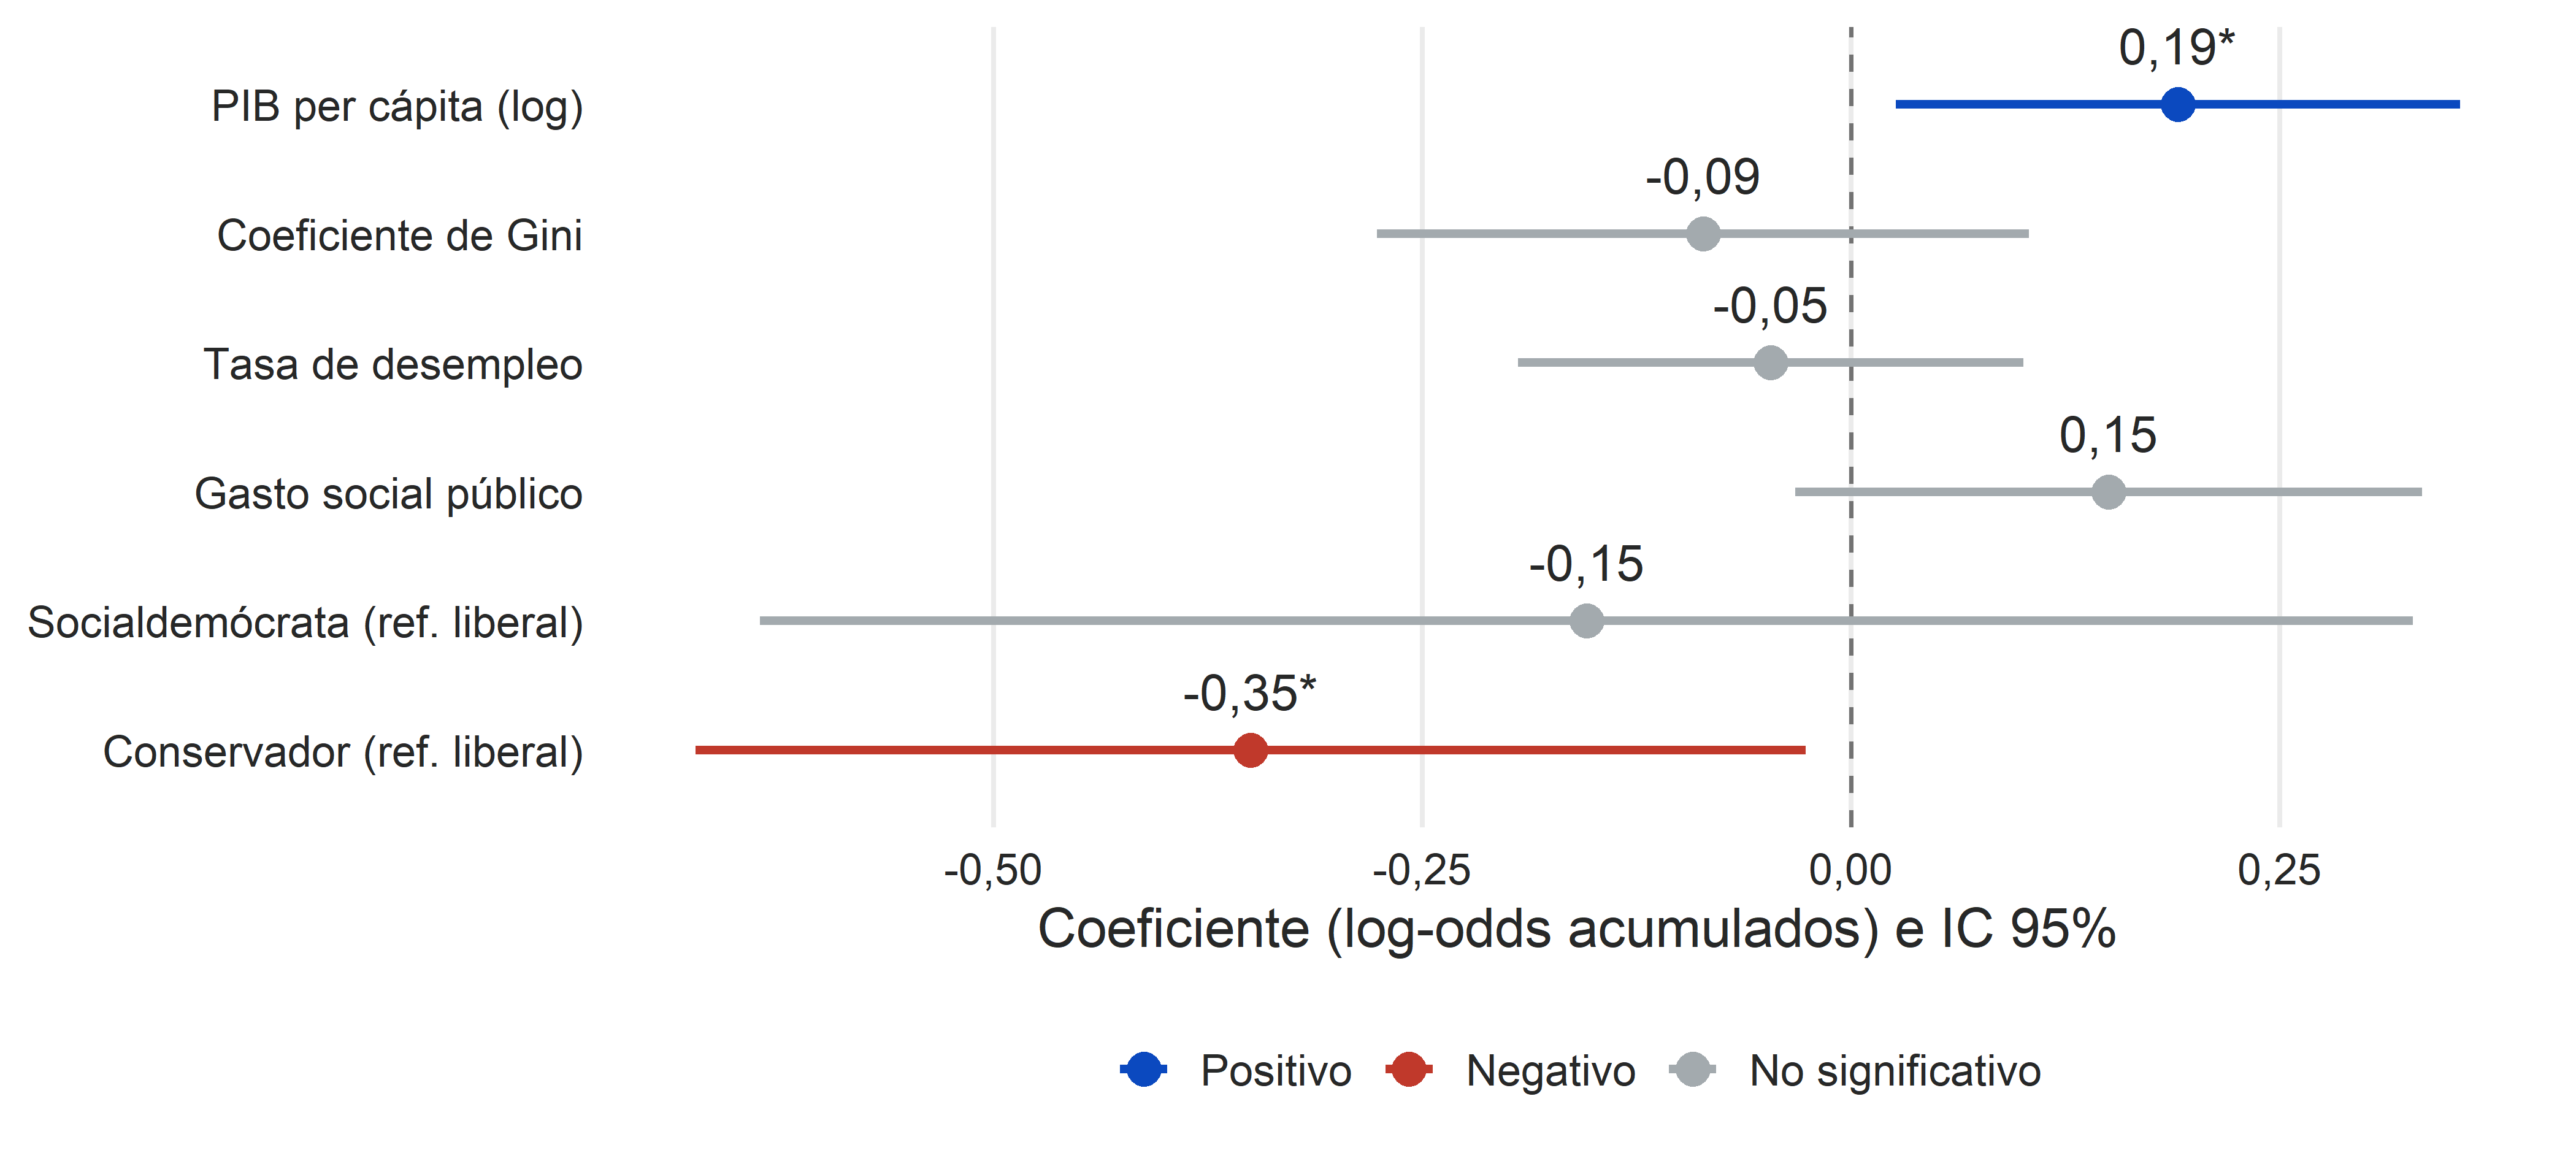 0,19*
PIB per cápita (log)
-0,09
Coeficiente de Gini
-0,05
Tasa de desempleo
0,15
Gasto social público
-0,15
Socialdemócrata (ref. liberal)
-0,35*
Conservador (ref. liberal)
-0,50 -0,25 0,00 0,25
Coeficiente (log-odds acumulados) e IC 95%
Positivo Negativo No significativo